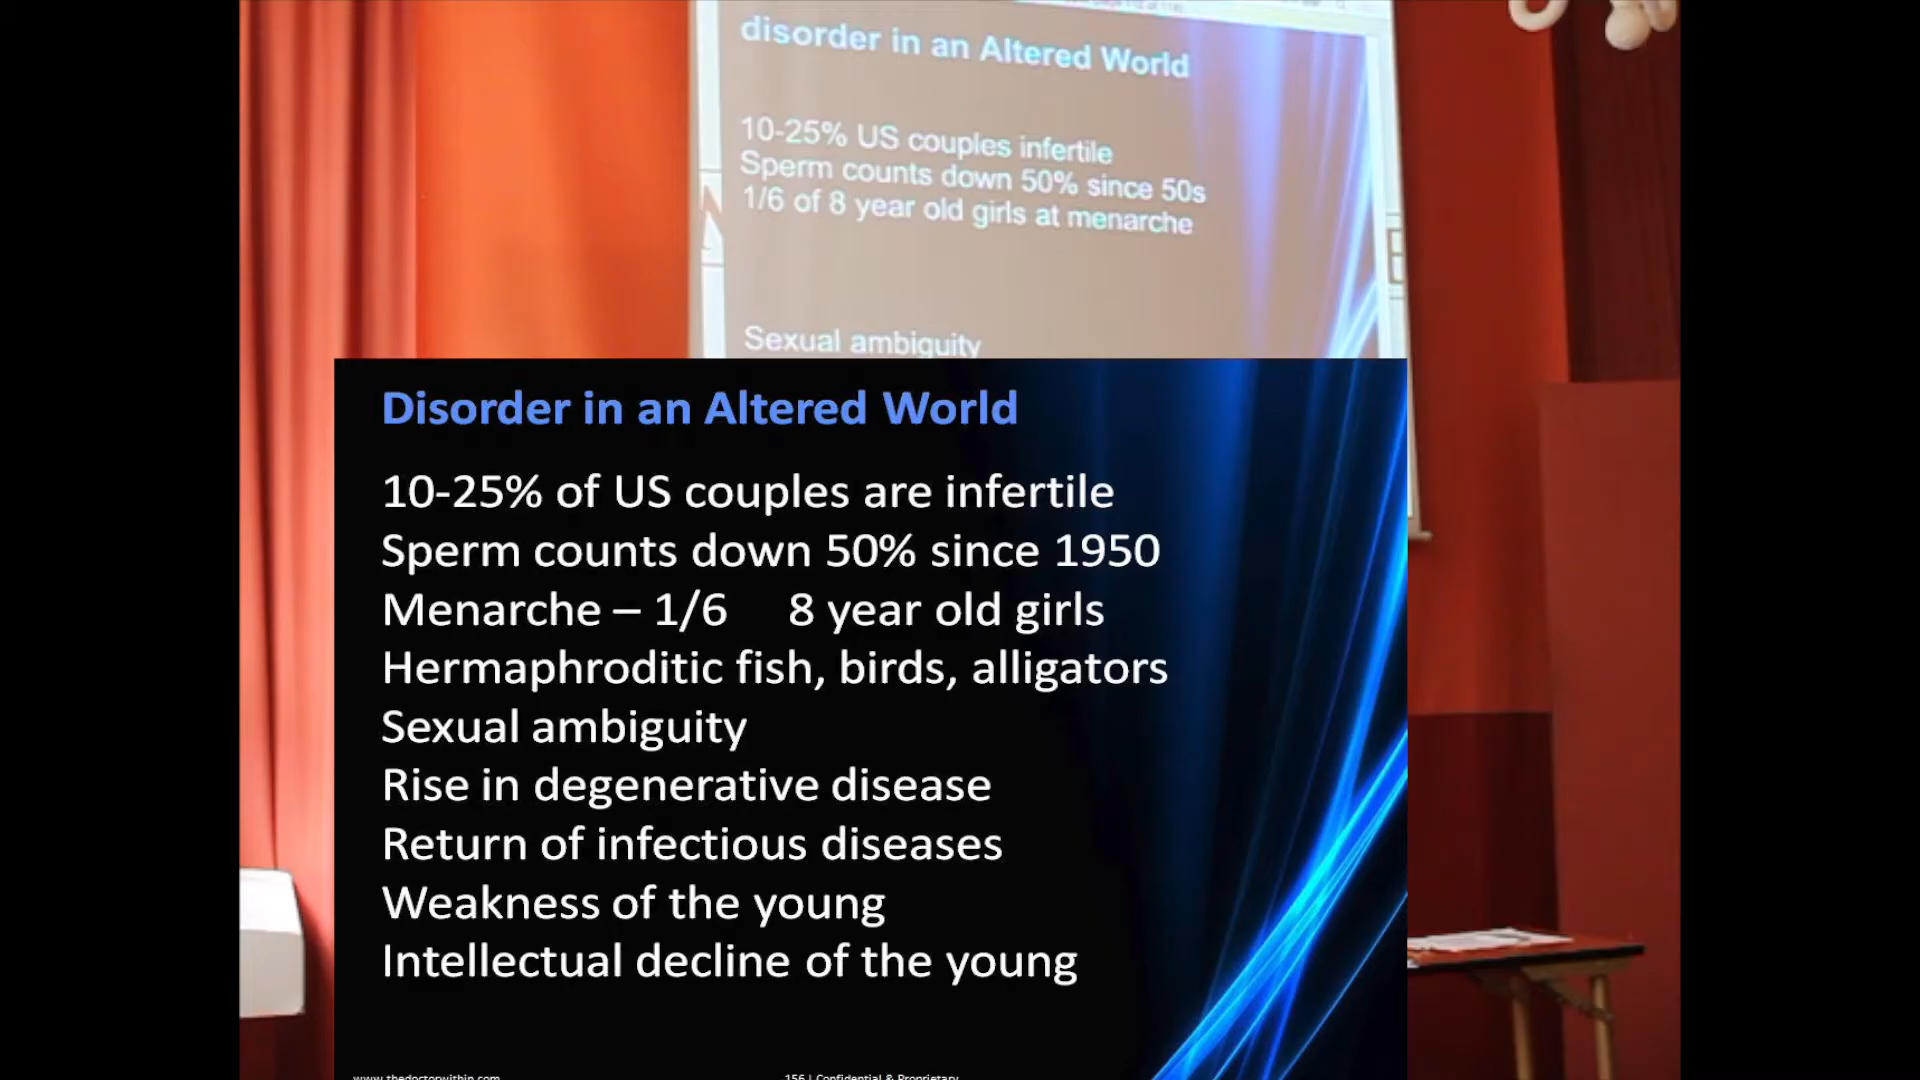 disorder in an Altered World
10-25% US couples infertile
Sperm counts down 50% since 50s
1/6 of 8 year old girls at menarche
Sexual ambiguity
Disorder in an Altered World
10-25% of US couples are infertile
Sperm counts down 50% since 1950
Menarche – 1/6 8 year old girls
Hermaphroditic fish, birds, alligators
Sexual ambiguity
Rise in degenerative disease
Return of infectious diseases
Weakness of the young
Intellectual decline of the young
www.thedoctorwithin.com
156 | Confidential & Proprietary